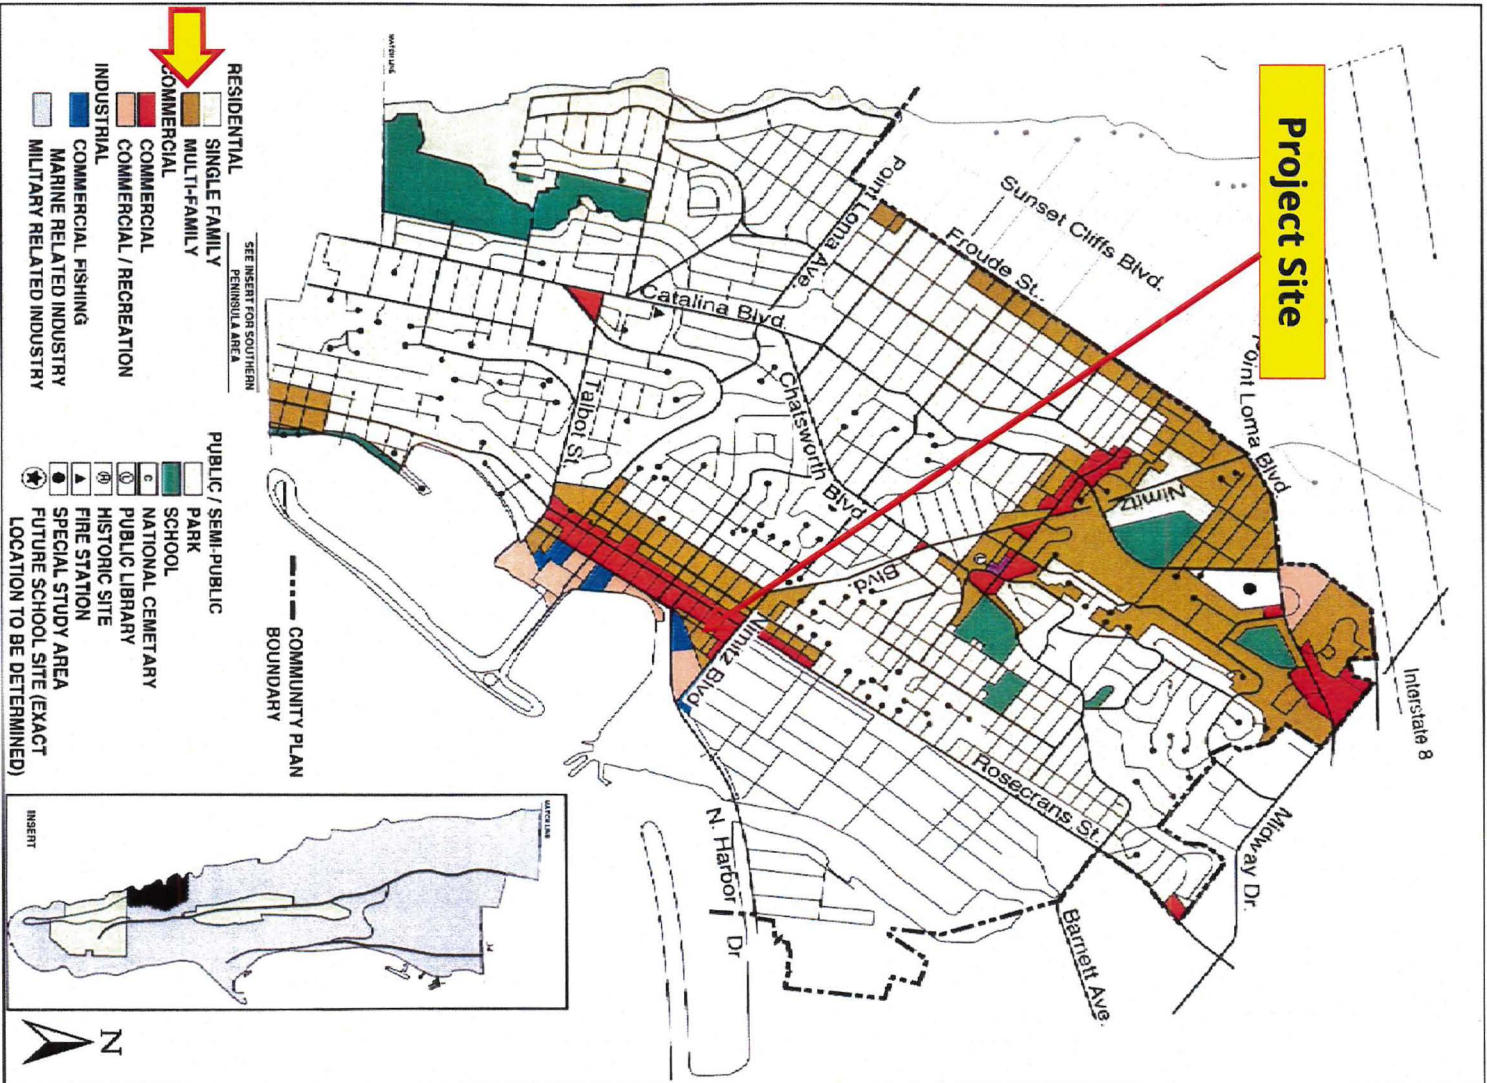 Project Site
Interstate 8
Point Loma Blvd
Sunset Cliffs Blvd.
Froude St.
Point Loma Ave.
Catalina Blvd.
Chatsworth Blvd
Talbot St.
Nimitz
Blvd.
Nimitz Blvd.
Rosecrans St.
Midway Dr.
Barnett Ave.
N. Harbor Dr
MATCH LINE
SEE INSERT FOR SOUTHERN
PENINSULA AREA
RESIDENTIAL
SINGLE FAMILY
MULTI-FAMILY
COMMERCIAL
COMMERCIAL
COMMERCIAL / RECREATION
INDUSTRIAL
COMMERCIAL FISHING
MARINE RELATED INDUSTRY
MILITARY RELATED INDUSTRY
PUBLIC / SEMI-PUBLIC
PARK
SCHOOL
C NATIONAL CEMETARY
PUBLIC LIBRARY
HISTORIC SITE
FIRE STATION
SPECIAL STUDY AREA
FUTURE SCHOOL SITE (EXACT
LOCATION TO BE DETERMINED)
COMMUNITY PLAN
BOUNDARY
MATCH LINE
INSERT
N